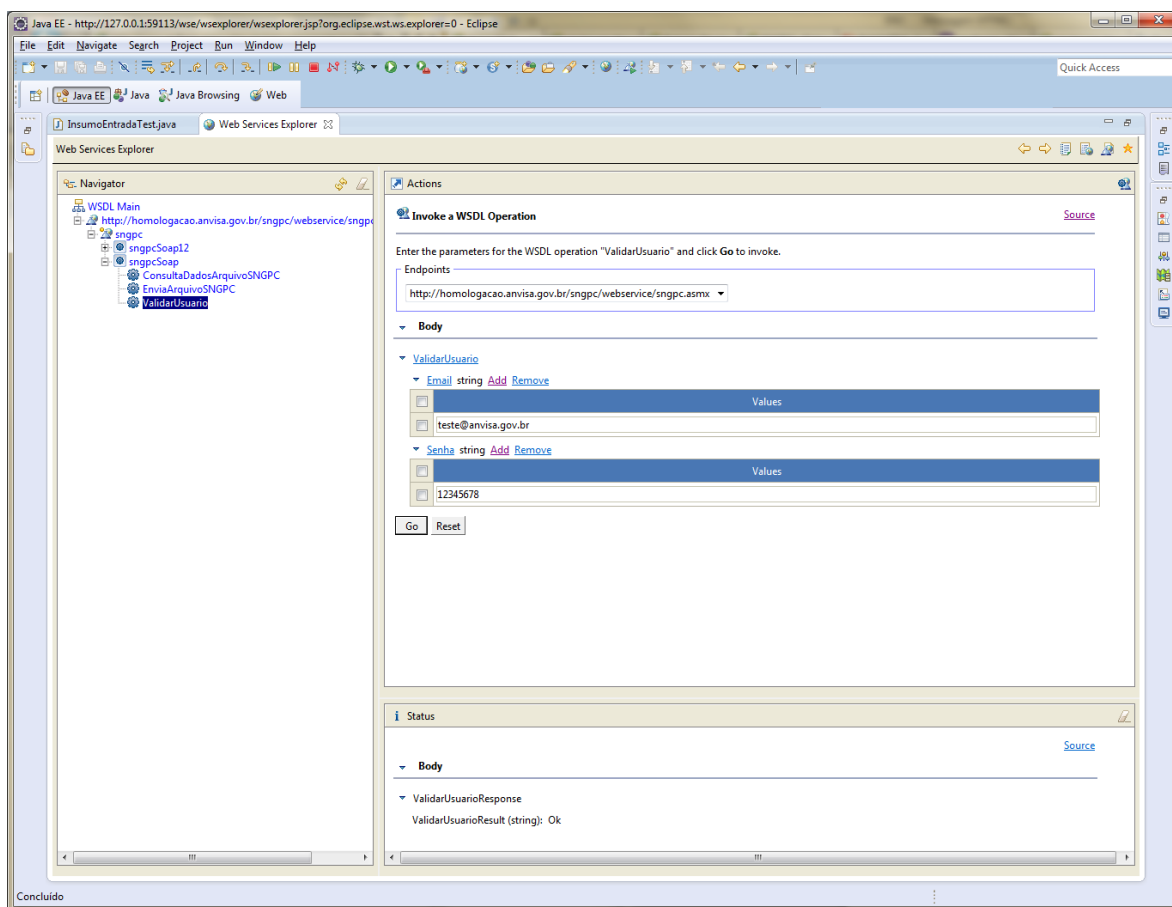 Java EE - http://127.0.0.1:59113/wse/wsexplorer/wsexplorer.jsp?org.eclipse.wst.ws.explorer=0 - Eclipse
File Edit Navigate Search Project Run Window Help
Quick Access
Java EE Java Java Browsing Web
InsumoEntradaTest.java Web Services Explorer
Web Services Explorer
Navigator
WSDL Main
http://homologacao.anvisa.gov.br/sngpc/webservice/sngpc
sngpc
sngpcSoap12
sngpcSoap
ConsultaDadosArquivoSNGPC
EnviaArquivoSNGPC
ValidarUsuario
Actions
Invoke a WSDL Operation Source
Enter the parameters for the WSDL operation "ValidarUsuario" and click Go to invoke.
Endpoints
http://homologacao.anvisa.gov.br/sngpc/webservice/sngpc.asmx
Body
ValidarUsuario
Email string Add Remove
Values
teste@anvisa.gov.br
Senha string Add Remove
Values
12345678
Go Reset
i Status
Source
Body
ValidarUsuarioResponse
ValidarUsuarioResult (string): Ok
Concluído